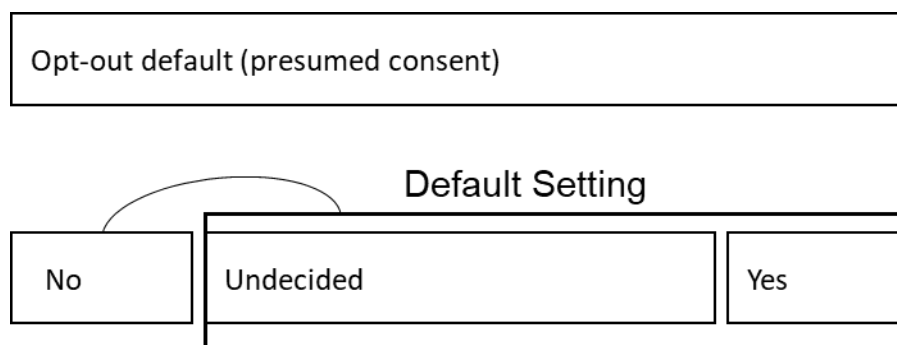 Opt-out default (presumed consent)
Default Setting
No
Undecided
Yes